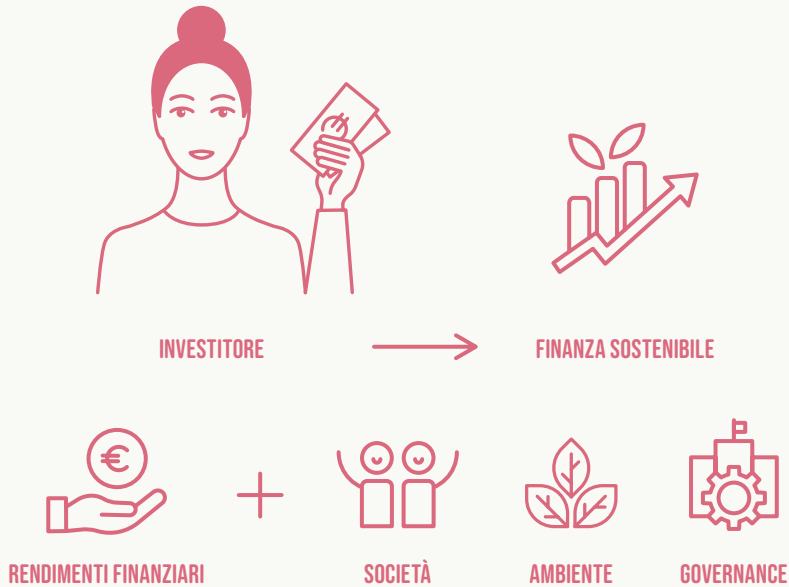 INVESTITORE
FINANZA SOSTENIBILE
€
RENDIMENTI FINANZIARI
SOCIETÀ
AMBIENTE
GOVERNANCE